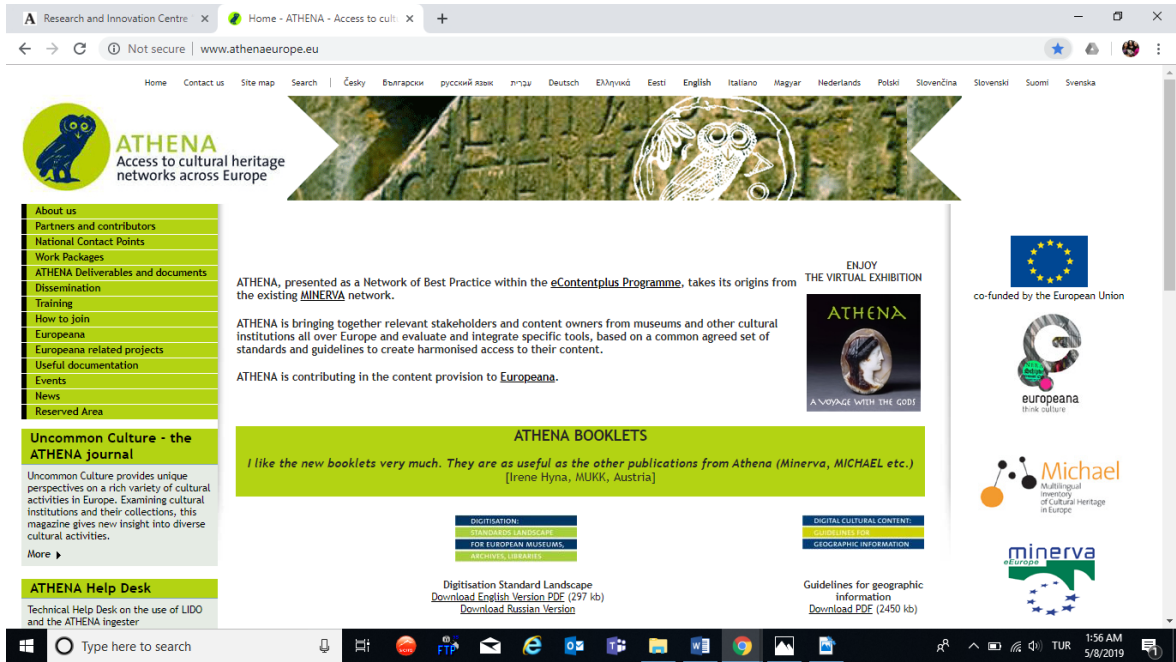 Research and Innovation Centre
Home - ATHENA - Access to cult
Not secure | www.athenaeurope.eu
Home Contact us Site map Search | Česky Български русский язык עברית Deutsch Ελληνικά Eesti English Italiano Magyar Nederlands Polski Slovenčina Slovenski Suomi Svenska
ATHENA
Access to cultural heritage
networks across Europe
About us
Partners and contributors
National Contact Points
Work Packages
ATHENA Deliverables and documents
Dissemination
Training
How to join
Europeana
Europeana related projects
Useful documentation
Events
News
Reserved Area
Uncommon Culture - the
ATHENA journal
Uncommon Culture provides unique
perspectives on a rich variety of cultural
activities in Europe. Examining cultural
institutions and their collections, this
magazine gives new insight into diverse
cultural activities.
More
ATHENA Help Desk
Technical Help Desk on the use of LIDO
and the ATHENA ingester
ATHENA, presented as a Network of Best Practice within the eContentplus Programme, takes its origins from
the existing MINERVA network.
ATHENA is bringing together relevant stakeholders and content owners from museums and other cultural
institutions all over Europe and evaluate and integrate specific tools, based on a common agreed set of
standards and guidelines to create harmonised access to their content.
ATHENA is contributing in the content provision to Europeana.
ENJOY
THE VIRTUAL EXHIBITION
ATHENA
A VOYAGE WITH THE GODS
ATHENA BOOKLETS
I like the new booklets very much. They are as useful as the other publications from Athena (Minerva, MICHAEL etc.)
[Irene Hyna, MUKK, Austria]
DIGITISATION:
STANDARDS LANDSCAPE
FOR EUROPEAN MUSEUMS,
ARCHIVES, LIBRARIES
Digitisation Standard Landscape
Download English Version PDF (297 kb)
Download Russian Version
DIGITAL CULTURAL CONTENT:
GUIDELINES FOR
GEOGRAPHIC INFORMATION
Guidelines for geographic
information
Download PDF (2450 kb)
co-funded by the European Union
europeana
think culture
Michael
Multilingual
Inventory
of Cultural Heritage
in Europe
minerva
eEurope
Type here to search
FTP
TUR
1:56 AM
5/8/2019